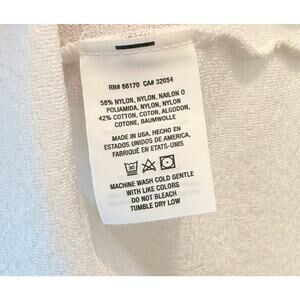 RN# 66170 CA# 32054
58% NYLON, NYLON, NAILON O
POLIAMIDA, NYLON, NYLON
42% COTTON, COTON, ALGODON,
COTONE, BAUMWOLLE
MADE IN USA, HECHO EN
ESTADOS UNIDOS DE AMERICA,
FABRIQUÉ EN ETATS-UNIS
30
MACHINE WASH COLD GENTLE
WITH LIKE COLORS
DO NOT BLEACH
TUMBLE DRY LOW